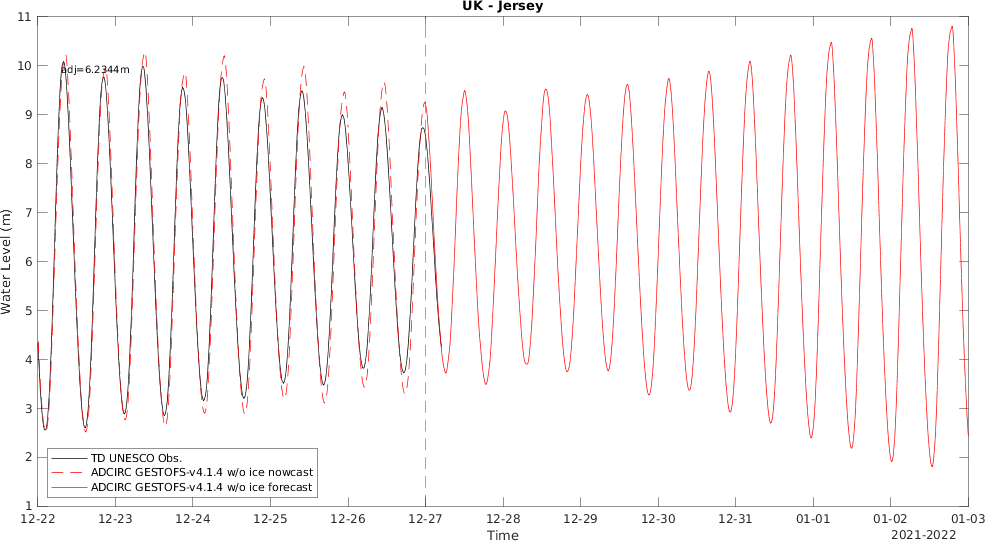 UK - Jersey
11
10
9
8
7
6
5
4
3
2
1
Water Level (m)
adj=6.2344m
TD UNESCO Obs.
ADCIRC GESTOFS-v4.1.4 w/o ice nowcast
ADCIRC GESTOFS-v4.1.4 w/o ice forecast
12-22 12-23 12-24 12-25 12-26 12-27 12-28 12-29 12-30 12-31 01-01 01-02 01-03
Time
2021-2022